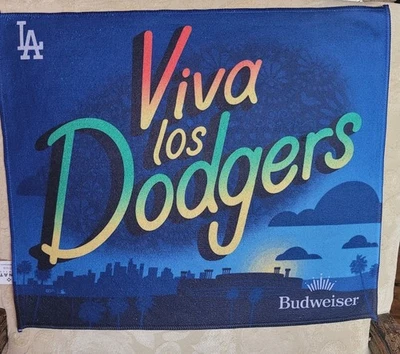 LA
Viva
los
Dodgers
Budweiser